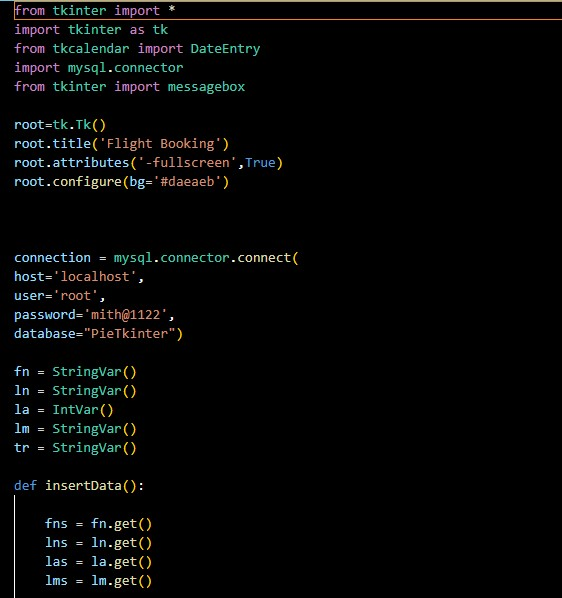 from tkinter import *
import tkinter as tk
from tkcalendar import DateEntry
import mysql.connector
from tkinter import messagebox
root=tk.Tk()
root.title('Flight Booking')
root.attributes('-fullscreen',True)
root.configure(bg='#daeaeb')
connection = mysql.connector.connect(
host='localhost',
user='root',
password='mith@1122',
database="PieTkinter")
fn = StringVar()
ln = StringVar()
la = IntVar()
lm = StringVar()
tr = StringVar()
def insertData():
    fns = fn.get()
    lns = ln.get()
    las = la.get()
    lms = lm.get()